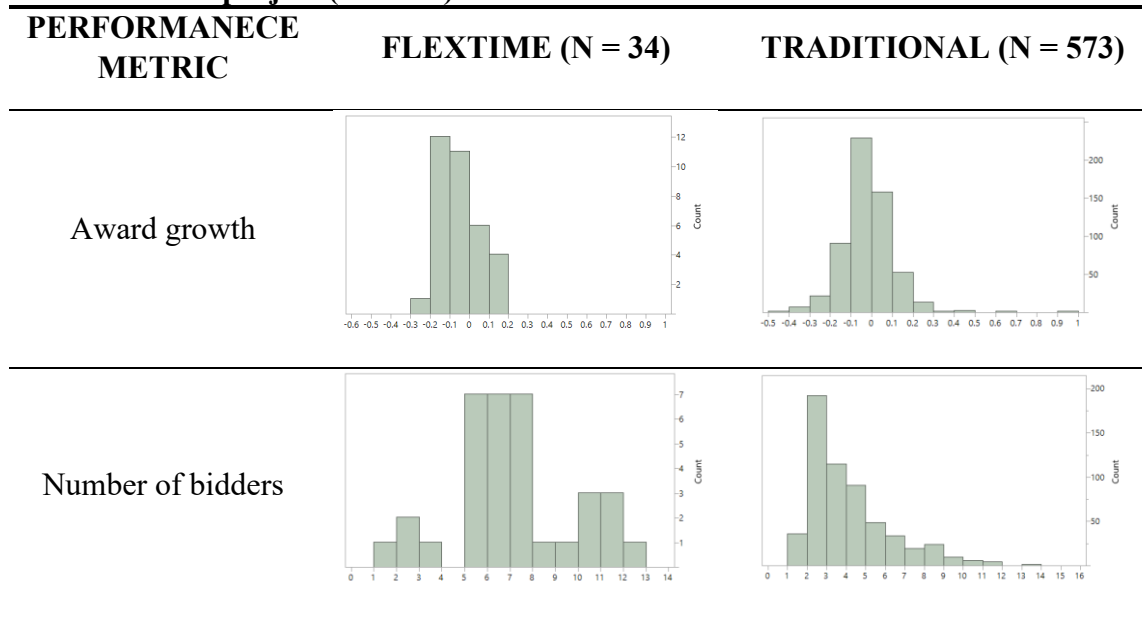 PERFORMANECE
METRIC
FLEXTIME (N = 34)
TRADITIONAL (N = 573)
Award growth
12
10
8
6
4
2
Count
-0.6 -0.5 -0.4 -0.3 -0.2 -0.1 0 0.1 0.2 0.3 0.4 0.5 0.6 0.7 0.8 0.9 1
200
150
100
50
Count
-0.5 -0.4 -0.3 -0.2 -0.1 0 0.1 0.2 0.3 0.4 0.5 0.6 0.7 0.8 0.9 1
Number of bidders
7
6
5
4
3
2
1
Count
0 1 2 3 4 5 6 7 8 9 10 11 12 13 14
200
150
100
50
Count
0 1 2 3 4 5 6 7 8 9 10 11 12 13 14 15 16